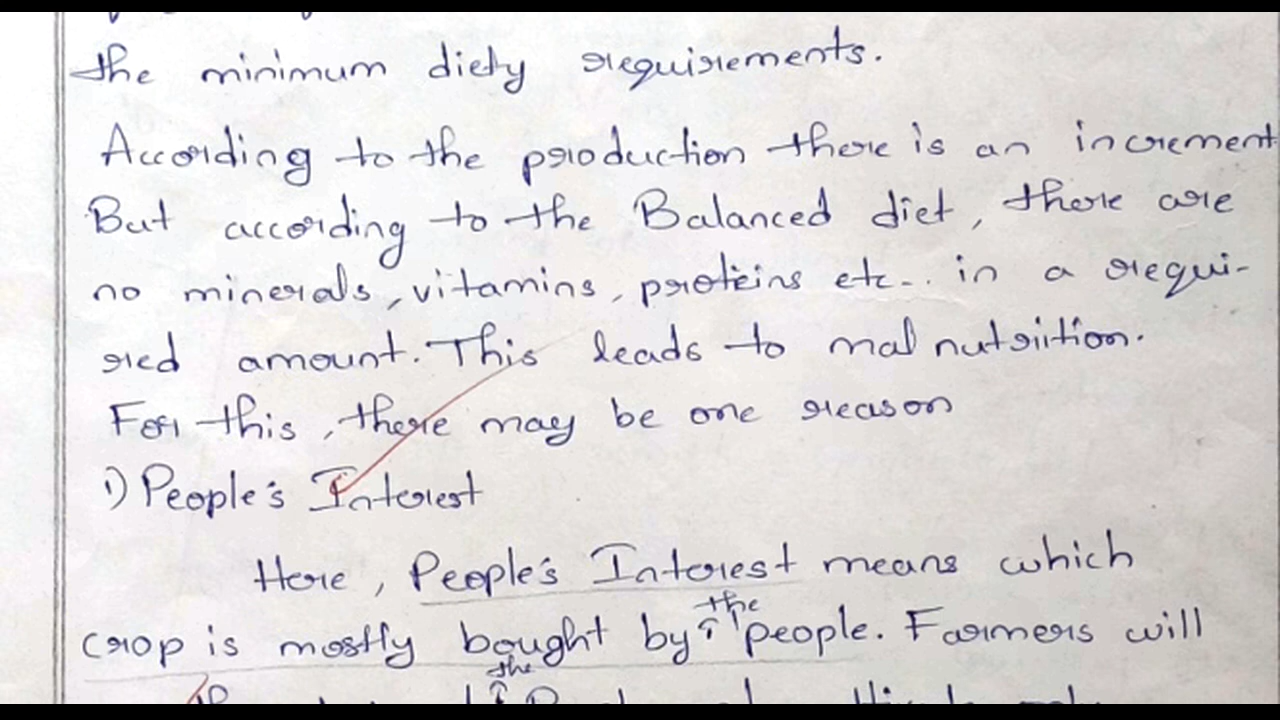 the minimum diety requirements.
According to the production there is an increment
But according to the Balanced diet, there are
no minerals, vitamins, proteins etc.. in a requi-
red amount. This leads to mal nutrition.
For this, there may be one reason
1) People's Interest
Here, People's Interest means which
crop is mostly bought by the people. Farmers will
the